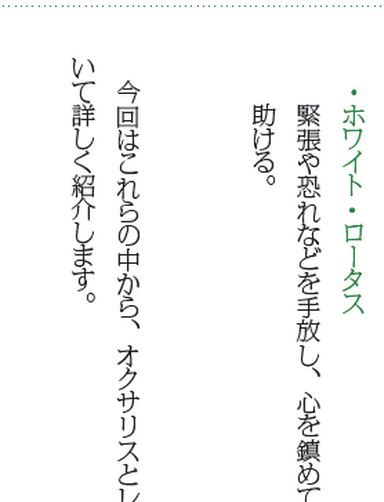 ・ホワイト・ロータス
緊張や恐れなどを手放し、心を鎮めて
助ける。
今回はこれらの中から、オクサリスとし
いて詳しく紹介します。